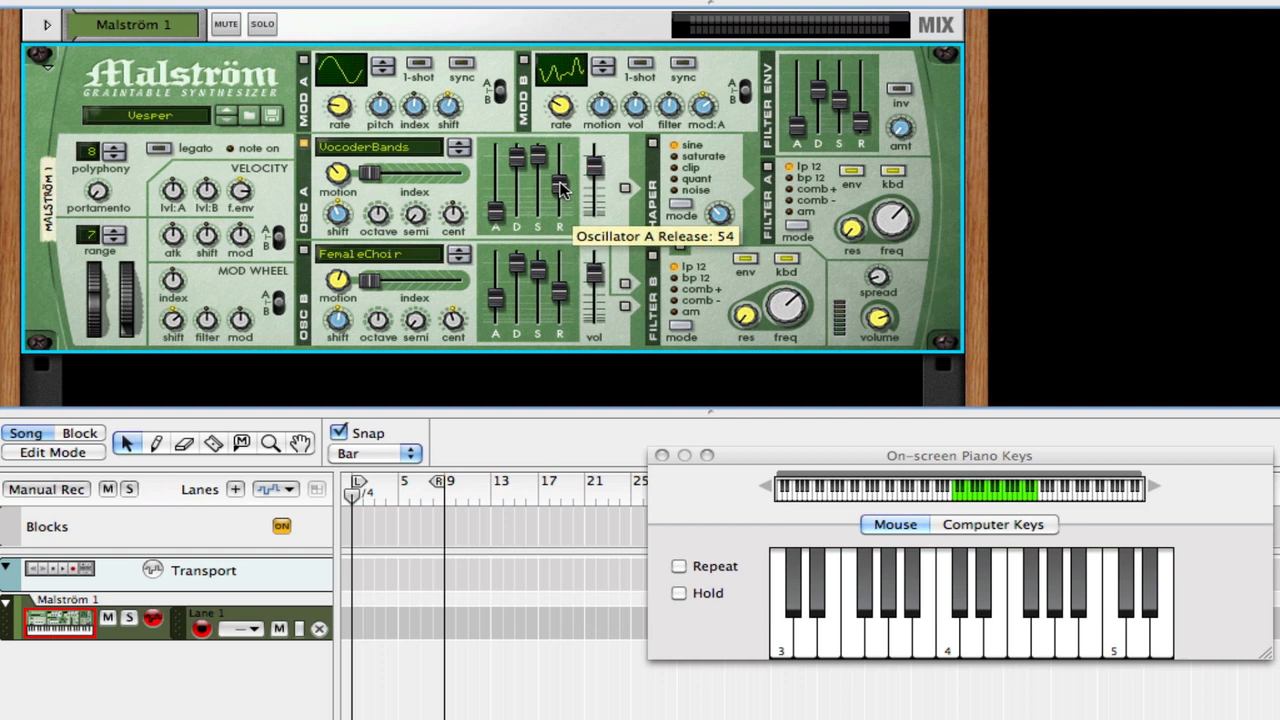 Malström 1
MUTE
SOLO
MIX
Malström
GRAINTABLE SYNTHESIZER
Vesper
MALSTRÖM 1
8
polyphony
legato
note on
portamento
7
range
VELOCITY
lvl:A
lvl:B
f.env
atk
shift
mod
A
B
MOD WHEEL
index
A
B
shift
filter
mod
MOD A
1-shot
sync
A
B
rate
pitch
index
shift
MOD B
1-shot
sync
A
B
rate
motion
vol
filter
mod:A
FILTER ENV
A D S R
inv
amt
OSC A
VocoderBands
motion
index
shift
octave
semi
cent
A D S R
Oscillator A Release: 54
OSC B
FemaleChoir
motion
index
shift
octave
semi
cent
A D S R
vol
SHAPER
sine
saturate
clip
quant
noise
mode
FILTER A
lp 12
bp 12
comb +
comb -
am
mode
env
kbd
res
freq
FILTER B
lp 12
bp 12
comb +
comb -
am
mode
env
kbd
res
freq
spread
volume
Song
Block
Edit Mode
Snap
Bar
Manual Rec
M
S
Lanes
+
L
/4
5
R
9
13
17
21
25
Blocks
ON
Transport
Malström 1
M
S
Lane 1
M
On-screen Piano Keys
Mouse
Computer Keys
Repeat
Hold
3
4
5